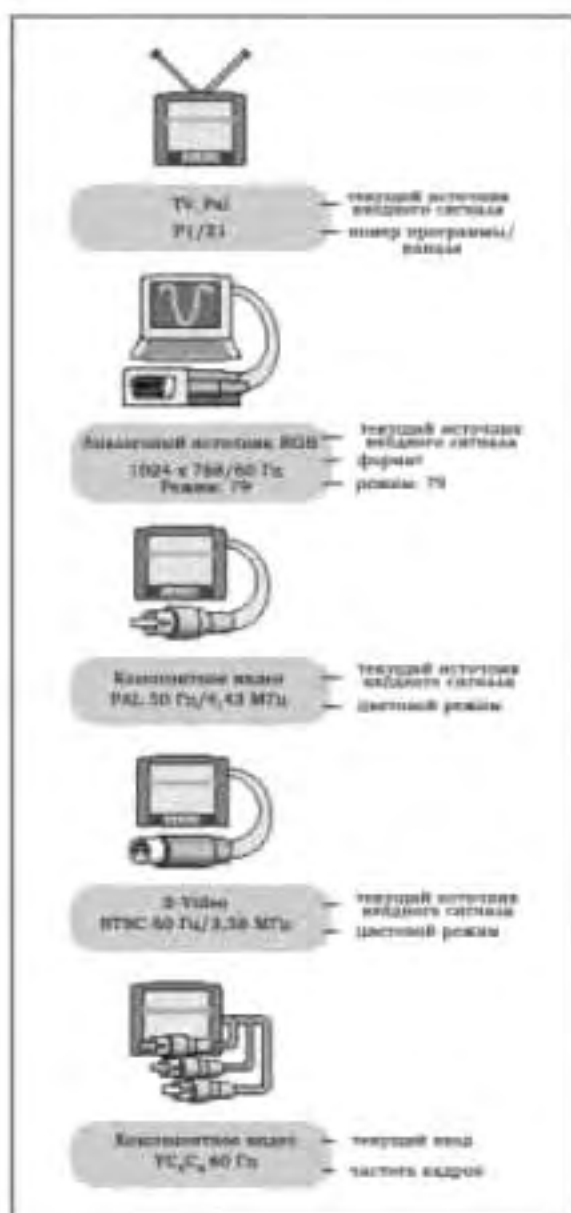 TV Pal
текущий источник
входного сигнала
P1/21
номер программы/
канала
Аналоговый источник RGB
текущий источник
входного сигнала
1024 x 768/60 Гц
формат
Режим: 79
режим: 79
Композитное видео
текущий источник
входного сигнала
PAL 50 Гц/4,43 МГц
цветовой режим
S-Video
текущий источник
входного сигнала
NTSC 60 Гц/3,58 МГц
цветовой режим
видео
текущий вход
60 Гц
частота кадров